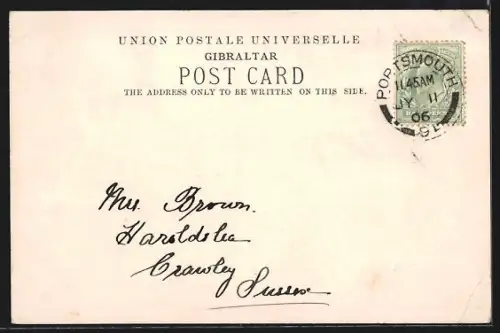 UNION POSTALE UNIVERSELLE
GIBRALTAR
POST CARD
THE ADDRESS ONLY TO BE WRITTEN ON THIS SIDE.
PORTSMOUTH
11.45AM
JY 11
06
Brown.
Haroldslea
Crawley
Sussex